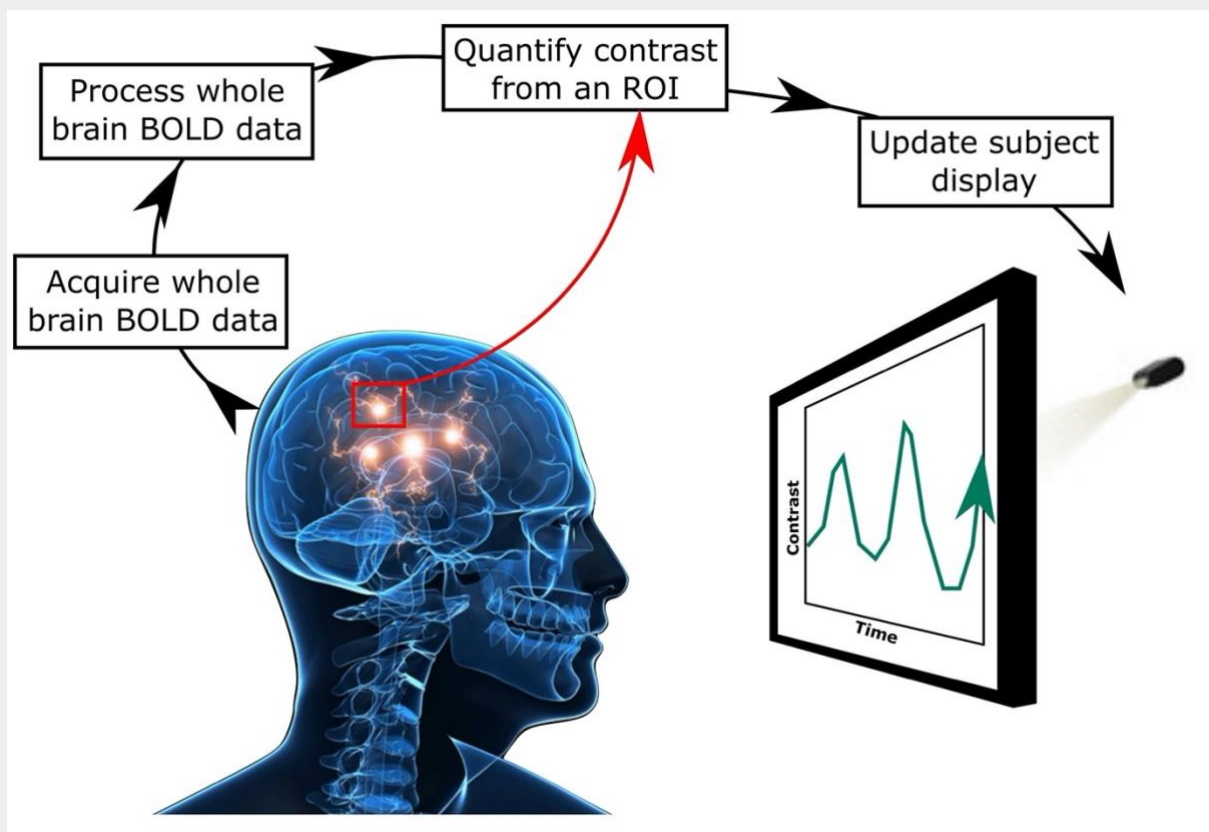 Quantify contrast
from an ROI
Process whole
brain BOLD data
Update subject
display
Acquire whole
brain BOLD data
Contrast
Time